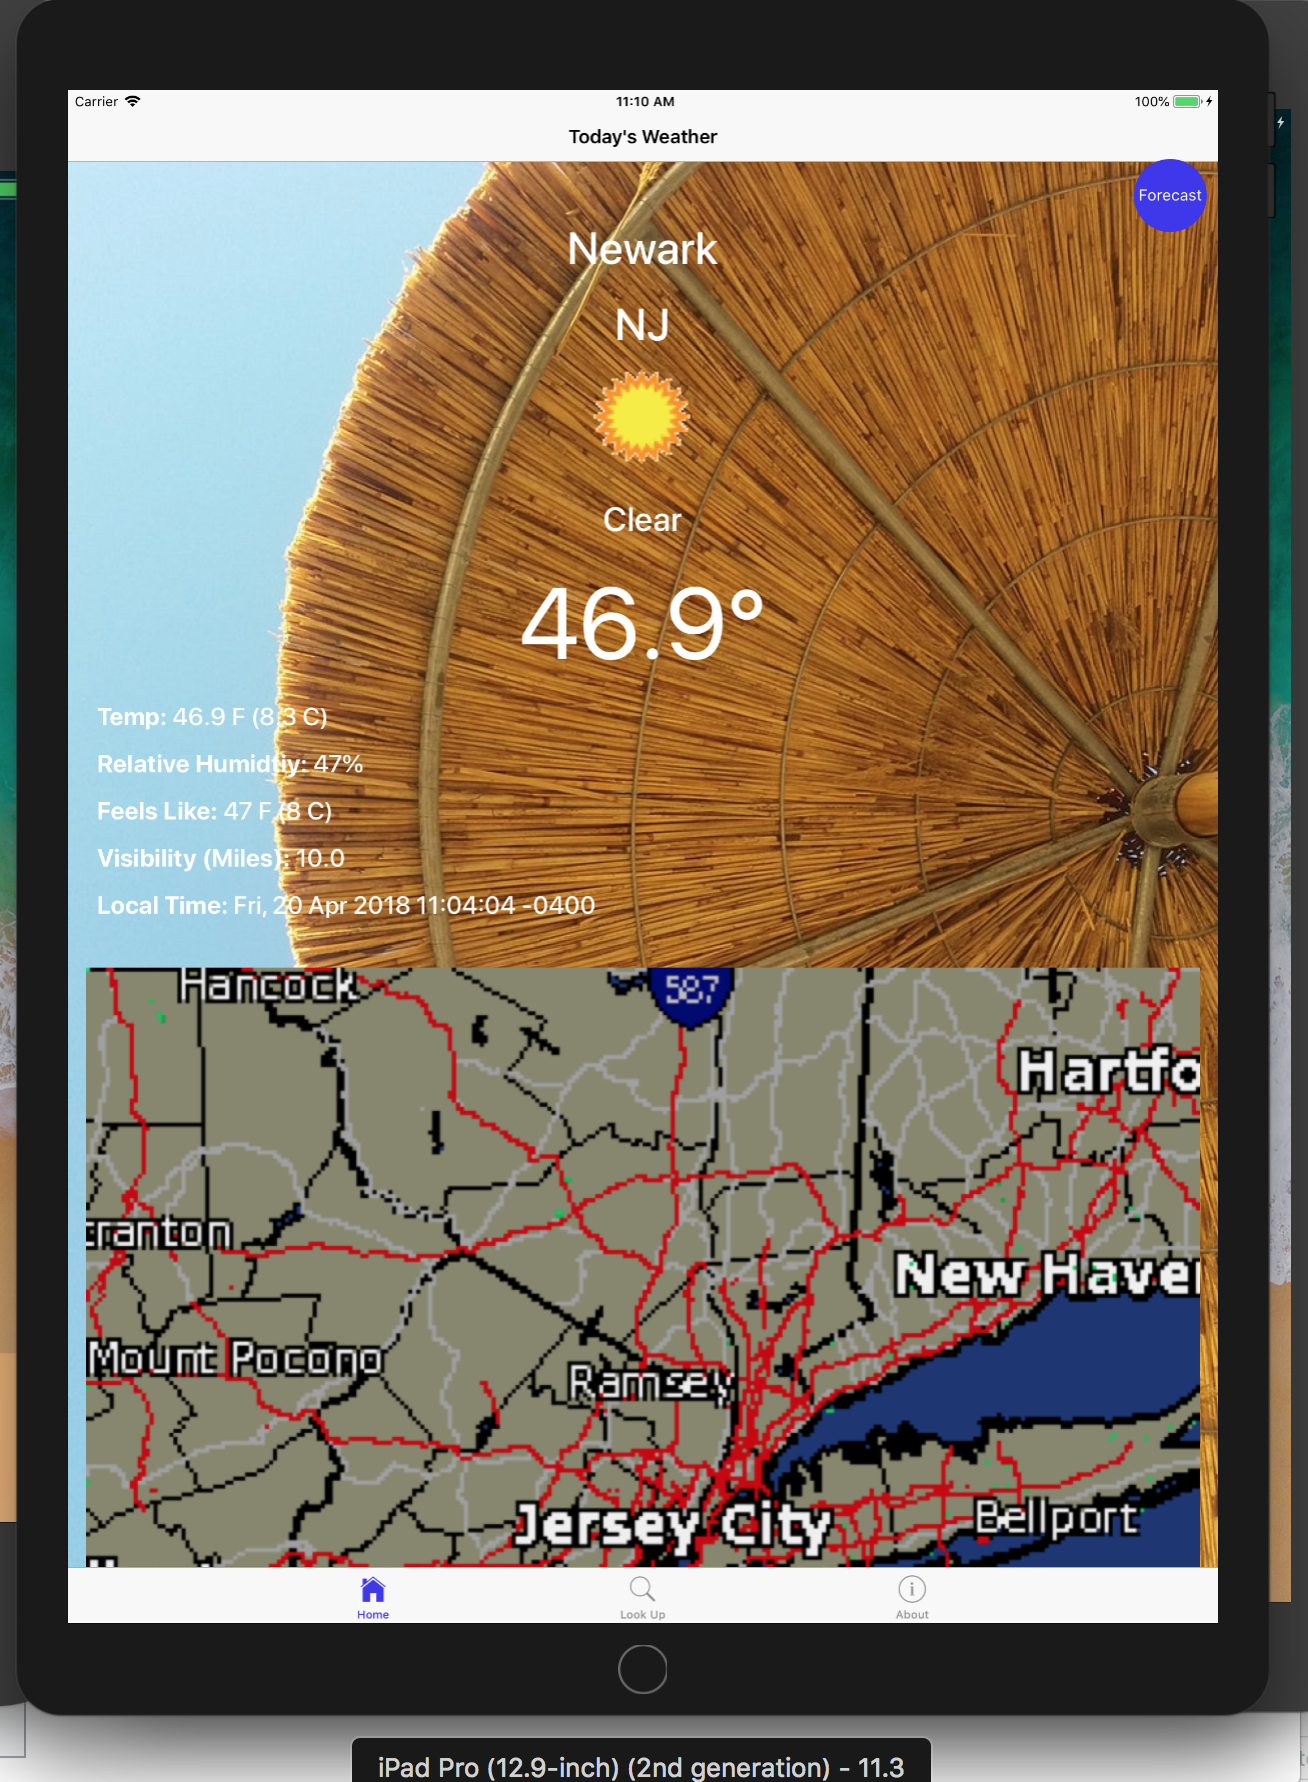 Carrier 11:10 AM 100%
Today's Weather
Forecast
Newark
NJ
Clear
46.9°
Temp: 46.9 F (8.3 C)
Relative Humidtiy: 47%
Feels Like: 47 F (8 C)
Visibility (Miles): 10.0
Local Time: Fri, 20 Apr 2018 11:04:04 -0400
Hancock
587
Hartfo
cranton
New Haven
Mount Pocono
Ramsey
Jersey City
Bellport
Home Look Up About
iPad Pro (12.9-inch) (2nd generation) - 11.3